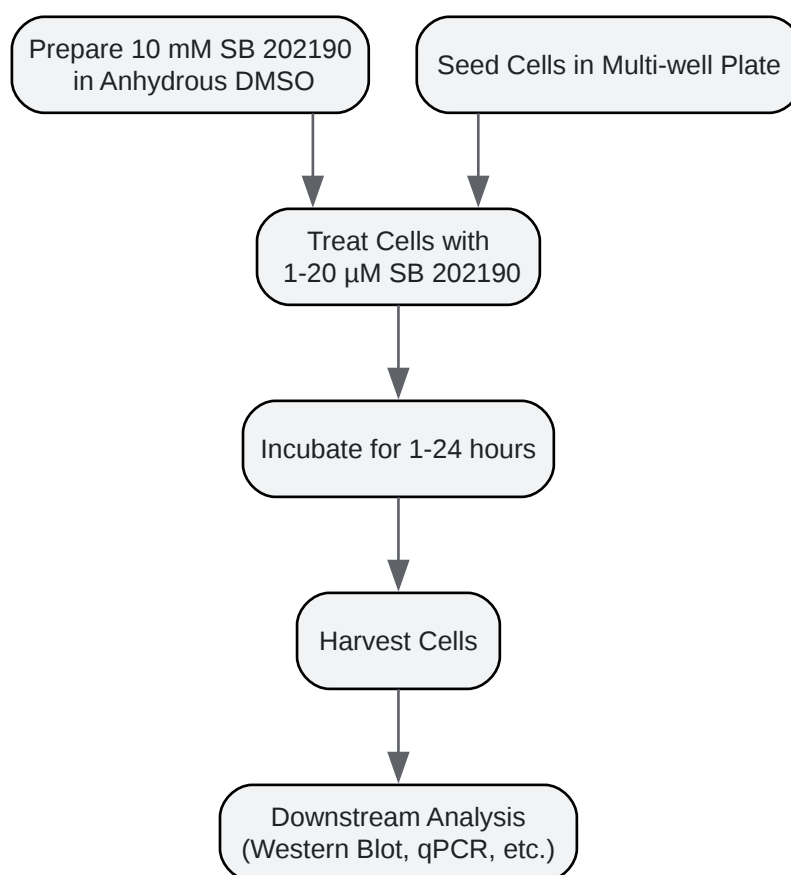 Prepare 10 mM SB 202190
in Anhydrous DMSO
Seed Cells in Multi-well Plate
Treat Cells with
1-20 µM SB 202190
Incubate for 1-24 hours
Harvest Cells
Downstream Analysis
(Western Blot, qPCR, etc.)